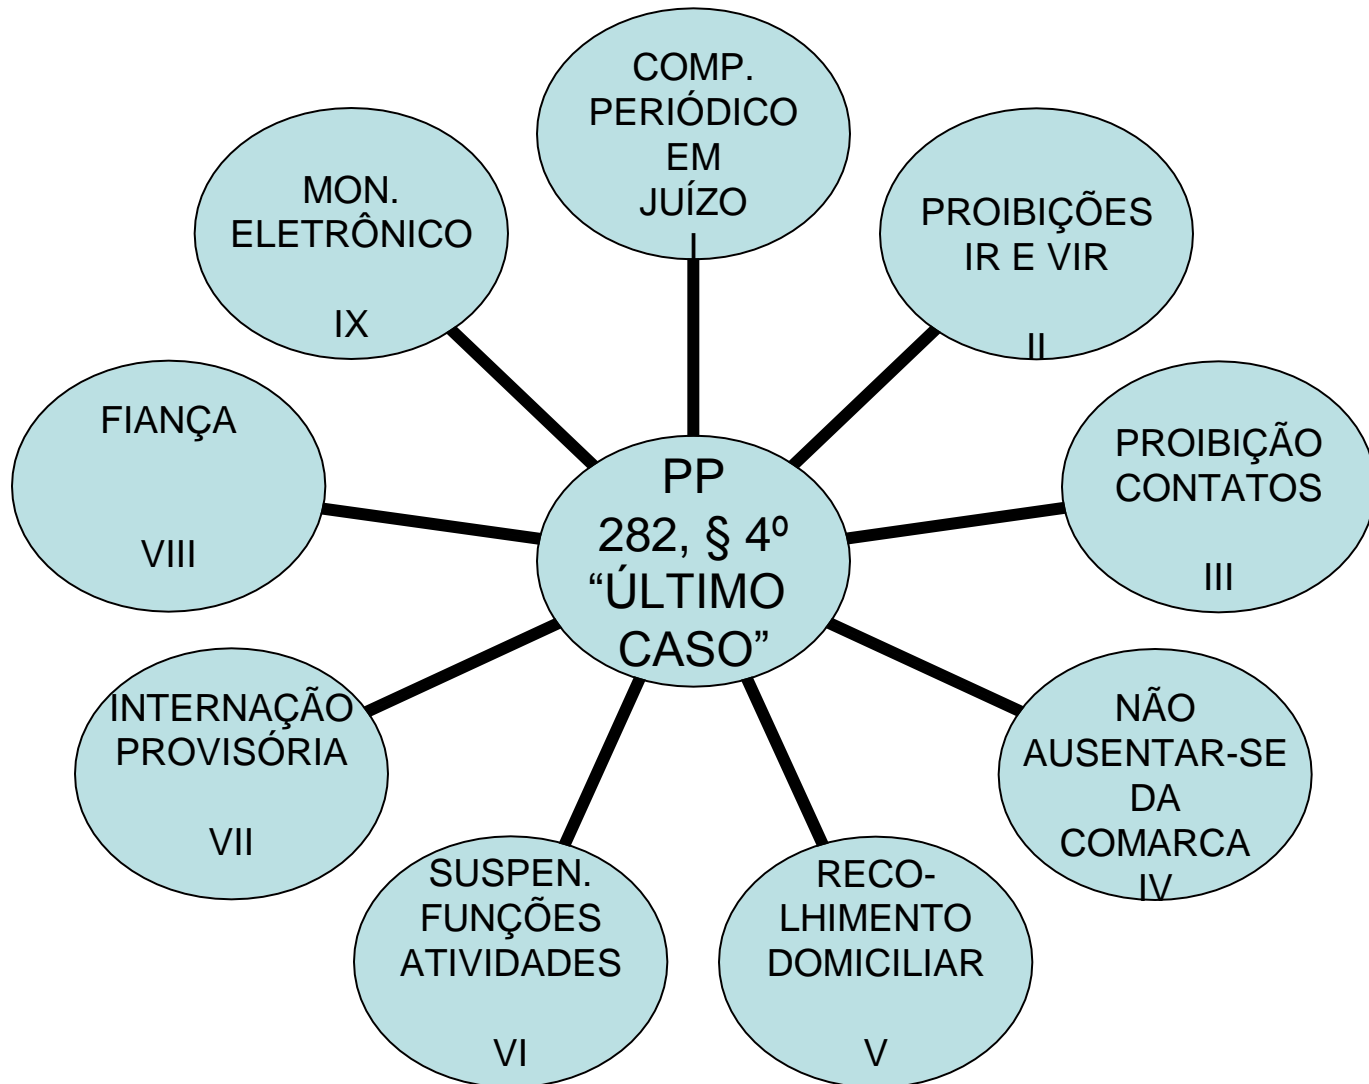 COMP.
PERIÓDICO
EM
JUÍZO
I
PROIBIÇÕES
IR E VIR
II
PROIBIÇÃO
CONTATOS
III
NÃO
AUSENTAR-SE
DA
COMARCA
IV
RECO-
LHIMENTO
DOMICILIAR
V
SUSPEN.
FUNÇÕES
ATIVIDADES
VI
INTERNAÇÃO
PROVISÓRIA
VII
FIANÇA
VIII
MON.
ELETRÔNICO
IX
PP
282, § 4º
“ÚLTIMO
CASO”